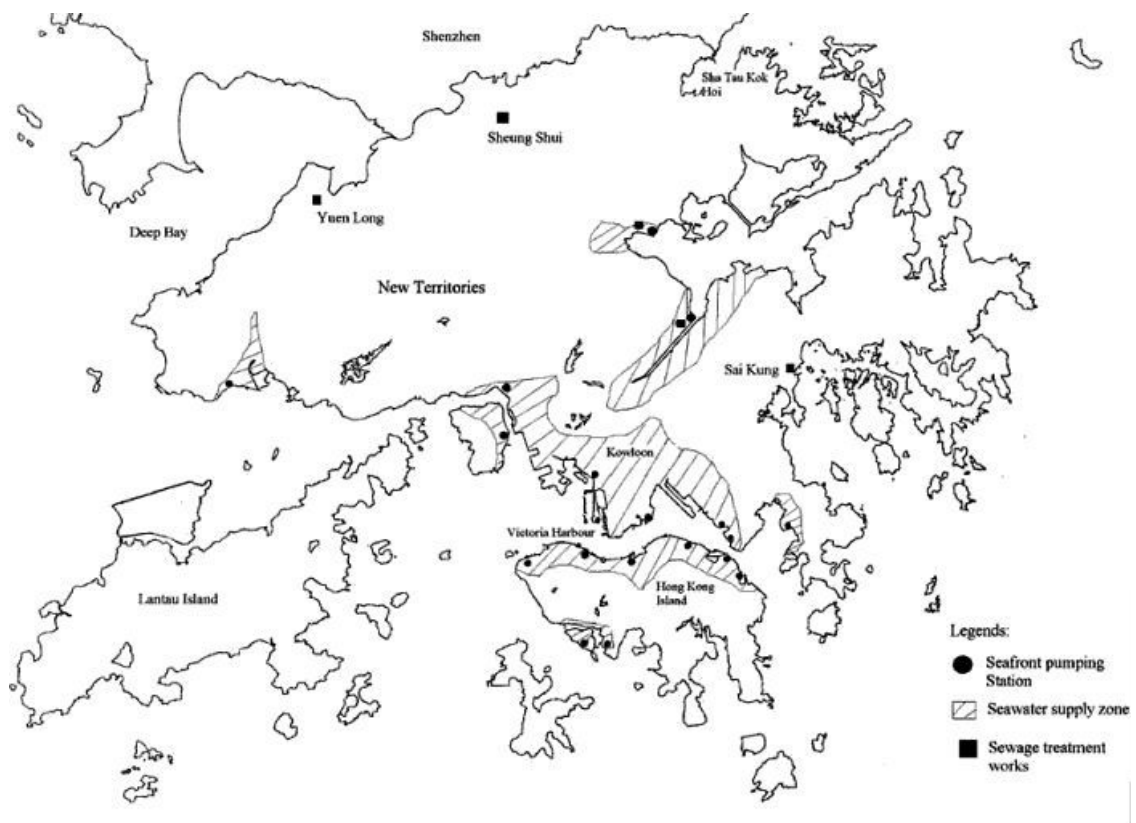 Shenzhen
Sha Tau Kok
Hoi
Sheung Shui
Yuen Long
Deep Bay
New Territories
Sai Kung
Kowloon
Victoria Harbour
Hong Kong
Island
Lantau Island
Legends:
Seafront pumping
Station
Seawater supply zone
Sewage treatment
works